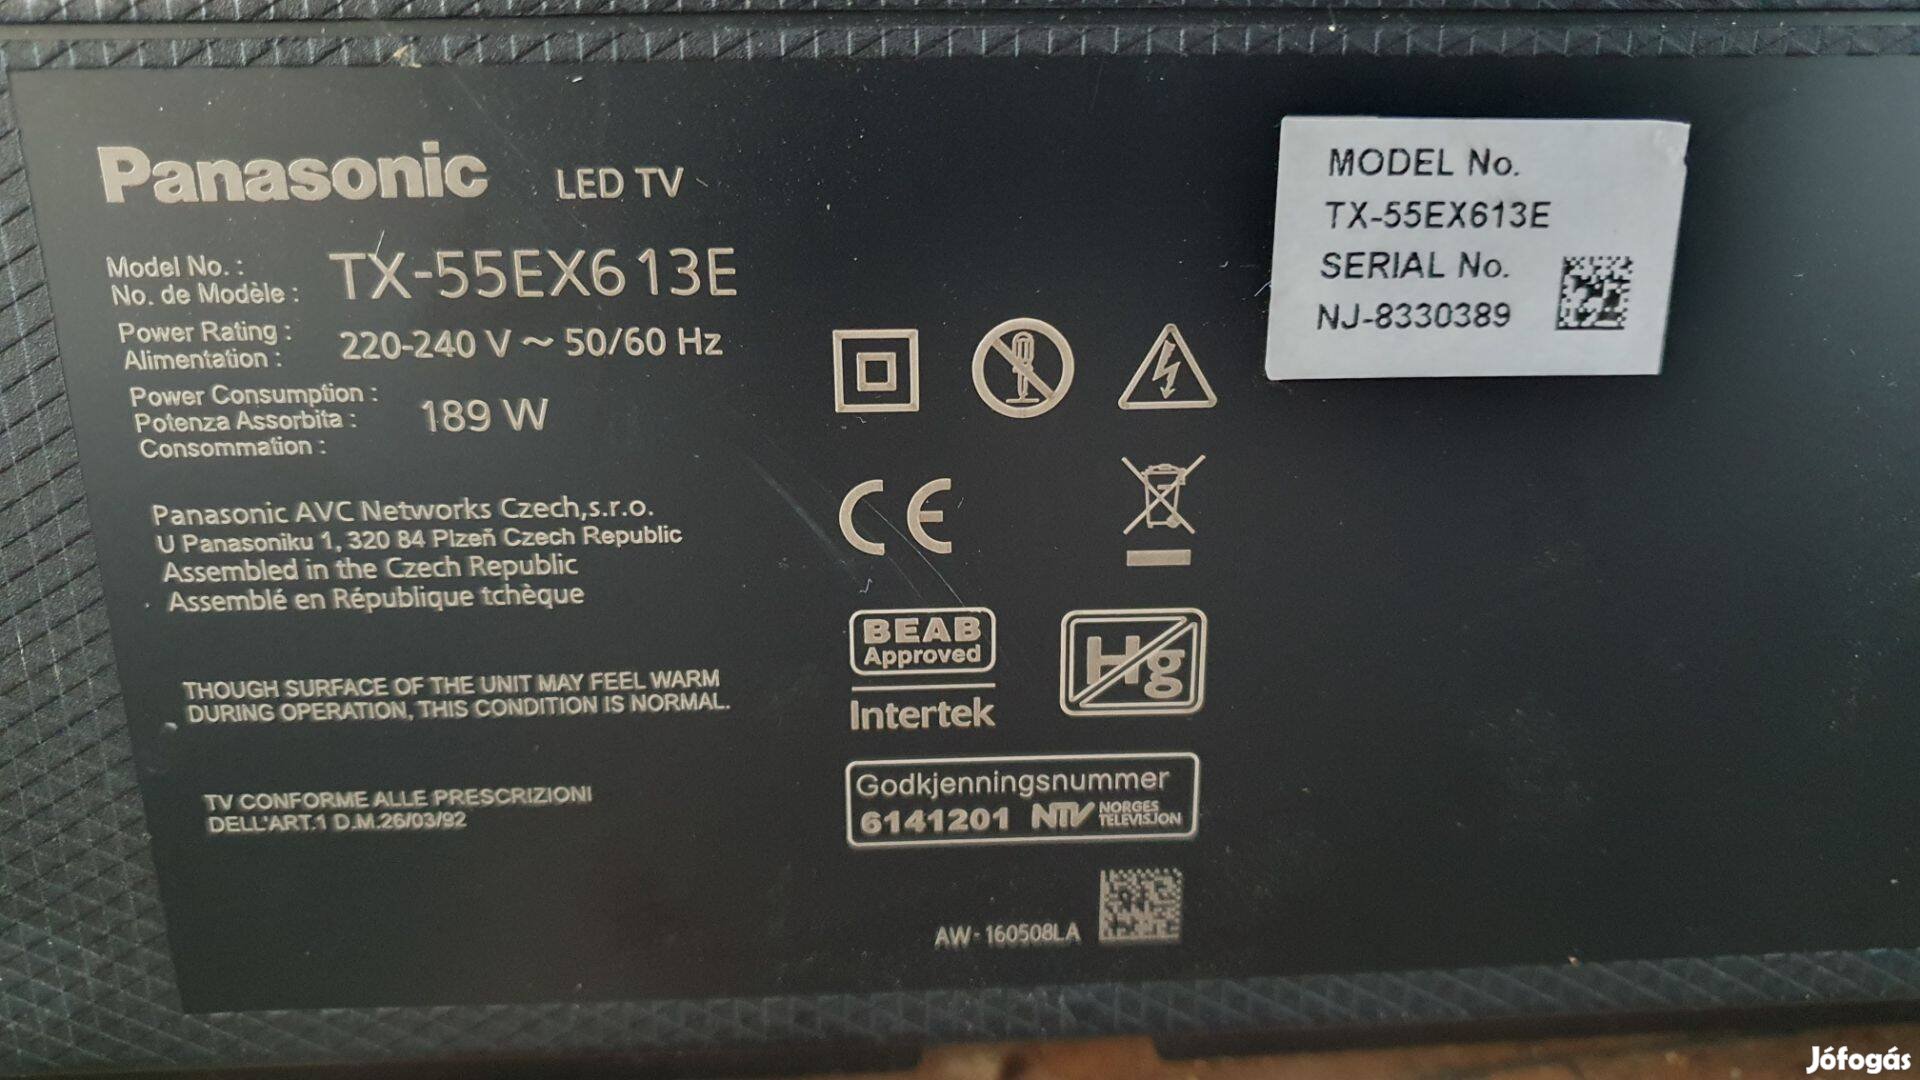 Panasonic LED TV
Model No. :
No. de Modèle : TX-55EX613E
Power Rating :
Alimentation : 220-240 V ~ 50/60 Hz
Power Consumption :
Potenza Assorbita : 189 W
Consommation :
Panasonic AVC Networks Czech,s.r.o.
U Panasoniku 1, 320 84 Plzeň Czech Republic
Assembled in the Czech Republic
Assemblé en République tchèque
THOUGH SURFACE OF THE UNIT MAY FEEL WARM
DURING OPERATION, THIS CONDITION IS NORMAL.
TV CONFORME ALLE PRESCRIZIONI
DELL'ART.1 D.M.26/03/92
CE
BEAB
Approved
Intertek
Hg
Godkjenningsnummer
6141201 NTV NORGES
TELEVISJON
AW-160508LA
MODEL No.
TX-55EX613E
SERIAL No.
NJ-8330389
Jófogás